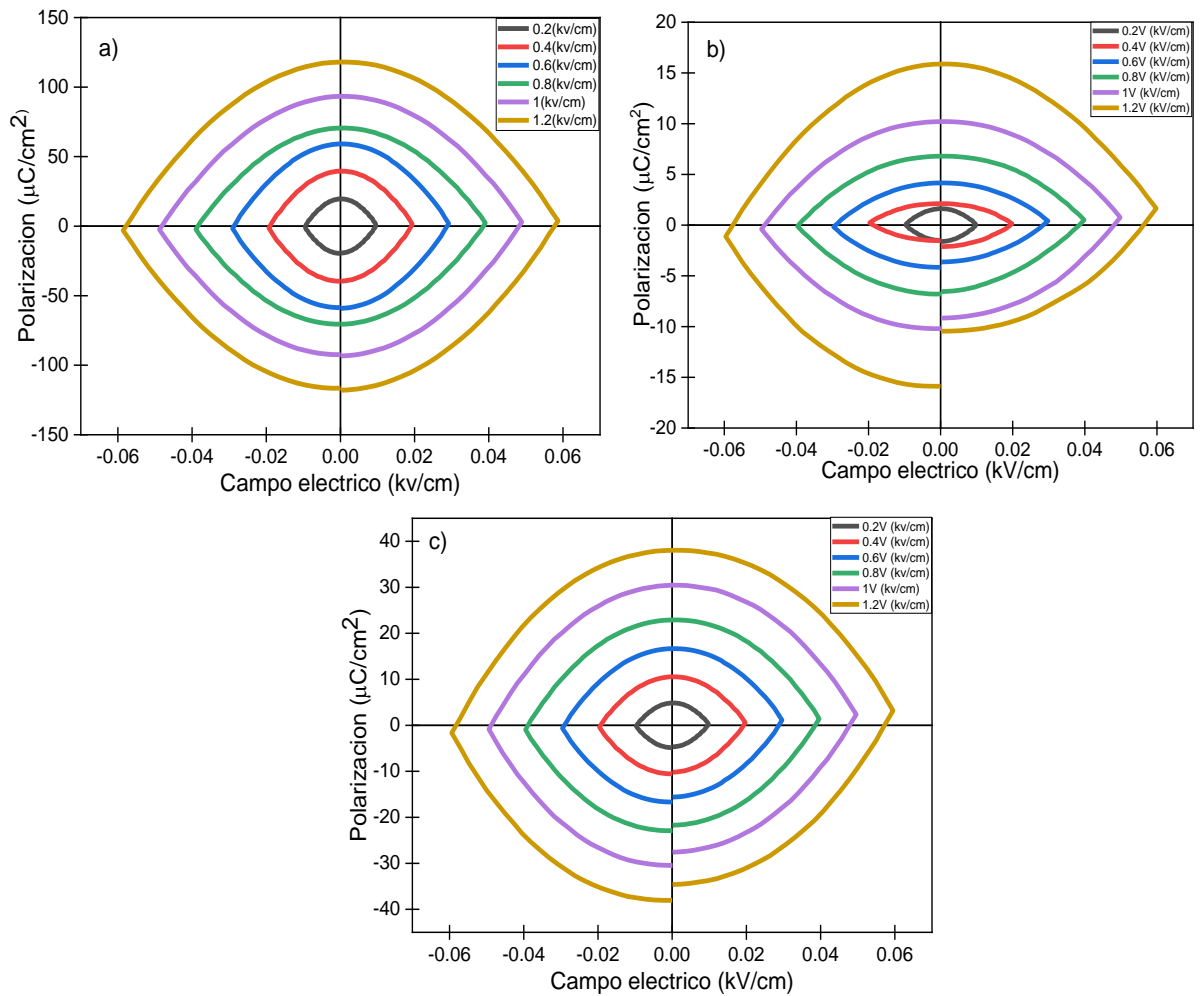 a)
0.2(kv/cm)
0.4(kv/cm)
0.6(kv/cm)
0.8(kv/cm)
1(kv/cm)
1.2(kv/cm)
150
100
50
0
-50
-100
-150
Polarizacion (μC/cm2)
-0.06 -0.04 -0.02 0.00 0.02 0.04 0.06
Campo electrico (kv/cm)
b)
0.2V (kV/cm)
0.4V (kV/cm)
0.6V (kV/cm)
0.8V (kV/cm)
1V (kV/cm)
1.2V (kV/cm)
20
15
10
5
0
-5
-10
-15
-20
Polarizacion (μC/cm2)
-0.06 -0.04 -0.02 0.00 0.02 0.04 0.06
Campo electrico (kV/cm)
c)
0.2V (kv/cm)
0.4V (kv/cm)
0.6V (kv/cm)
0.8V (kv/cm)
1V (kv/cm)
1.2V (kv/cm)
40
30
20
10
0
-10
-20
-30
-40
Polarizacion (μC/cm2)
-0.06 -0.04 -0.02 0.00 0.02 0.04 0.06
Campo electrico (kV/cm)